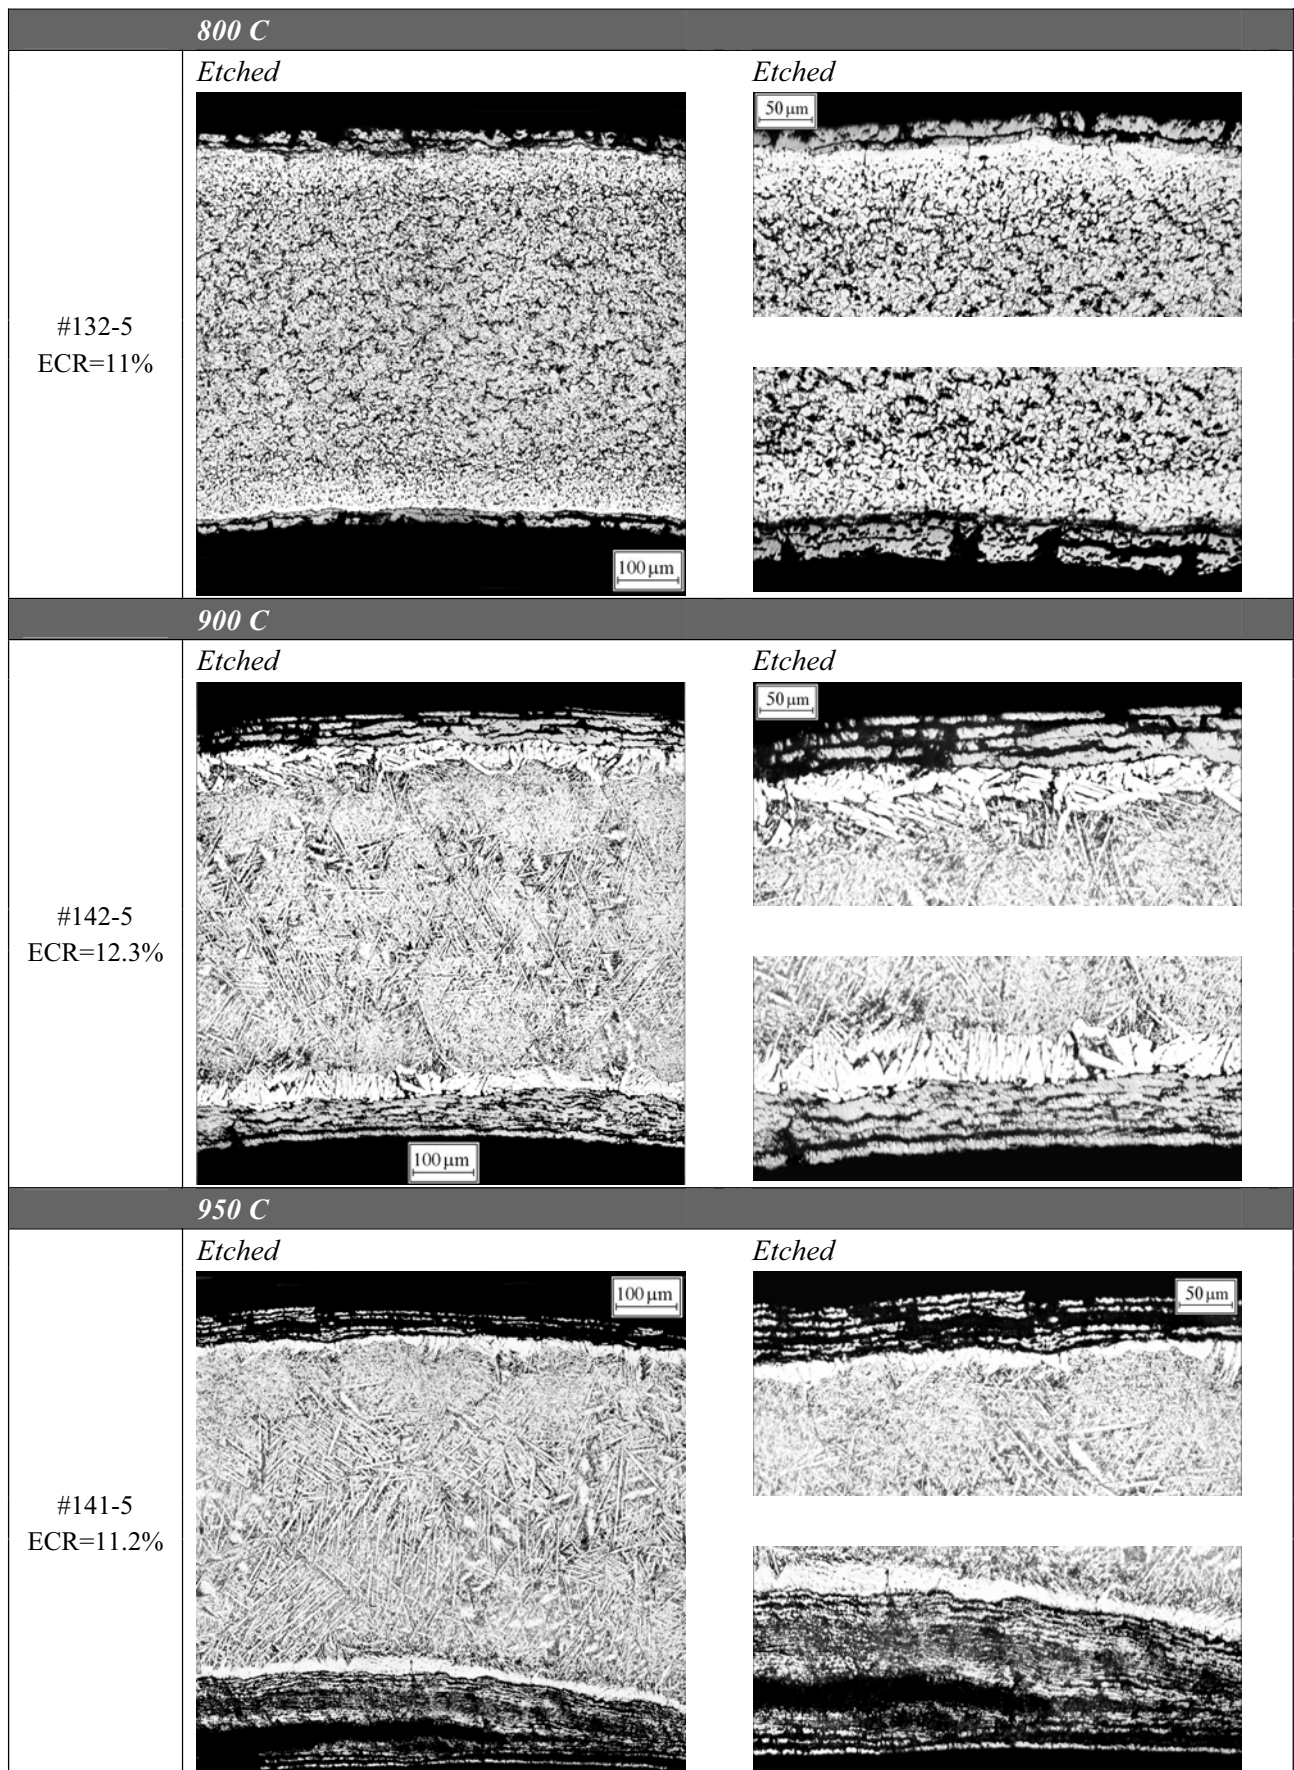 800 C
Etched
Etched
50 µm
#132-5
ECR=11%
100 µm
900 C
Etched
Etched
50 µm
#142-5
ECR=12.3%
100 µm
950 C
Etched
Etched
100 µm
50 µm
#141-5
ECR=11.2%